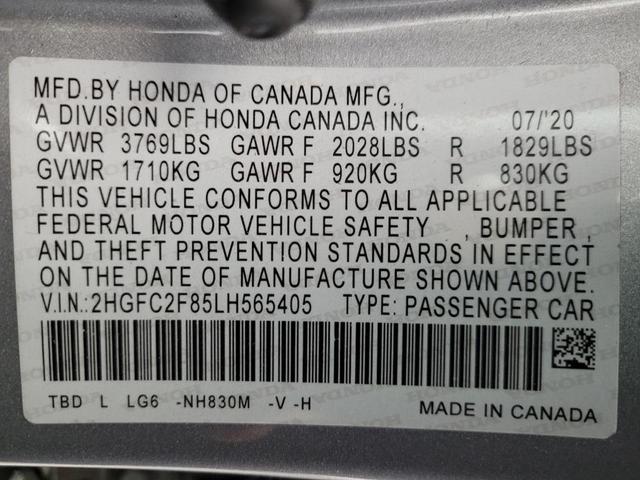 MFD.BY HONDA OF CANADA MFG.,
A DIVISION OF HONDA CANADA INC. 07/'20
GVWR 3769LBS GAWR F 2028LBS R 1829LBS
GVWR 1710KG GAWR F 920KG R 830KG
THIS VEHICLE CONFORMS TO ALL APPLICABLE
FEDERAL MOTOR VEHICLE SAFETY , BUMPER ,
AND THEFT PREVENTION STANDARDS IN EFFECT
ON THE DATE OF MANUFACTURE SHOWN ABOVE.
V.I.N.:2HGFC2F85LH565405 TYPE: PASSENGER CAR
TBD L LG6 -NH830M -V -H
MADE IN CANADA